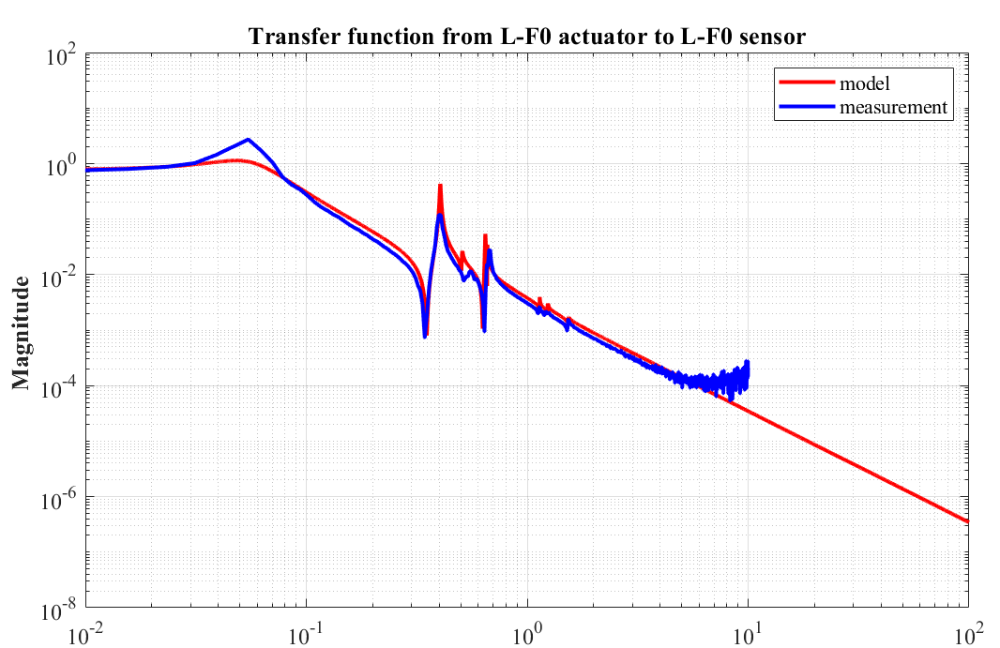 Transfer function from L-F0 actuator to L-F0 sensor
model
measurement
Magnitude
10^2
10^0
10^-2
10^-4
10^-6
10^-8
10^-2 10^-1 10^0 10^1 10^2